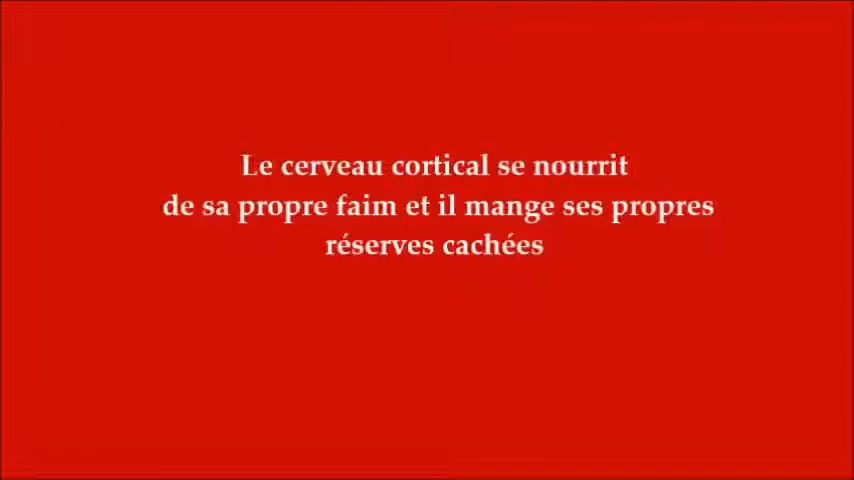 Le cerveau cortical se nourrit
de sa propre faim et il mange ses propres
réserves cachées